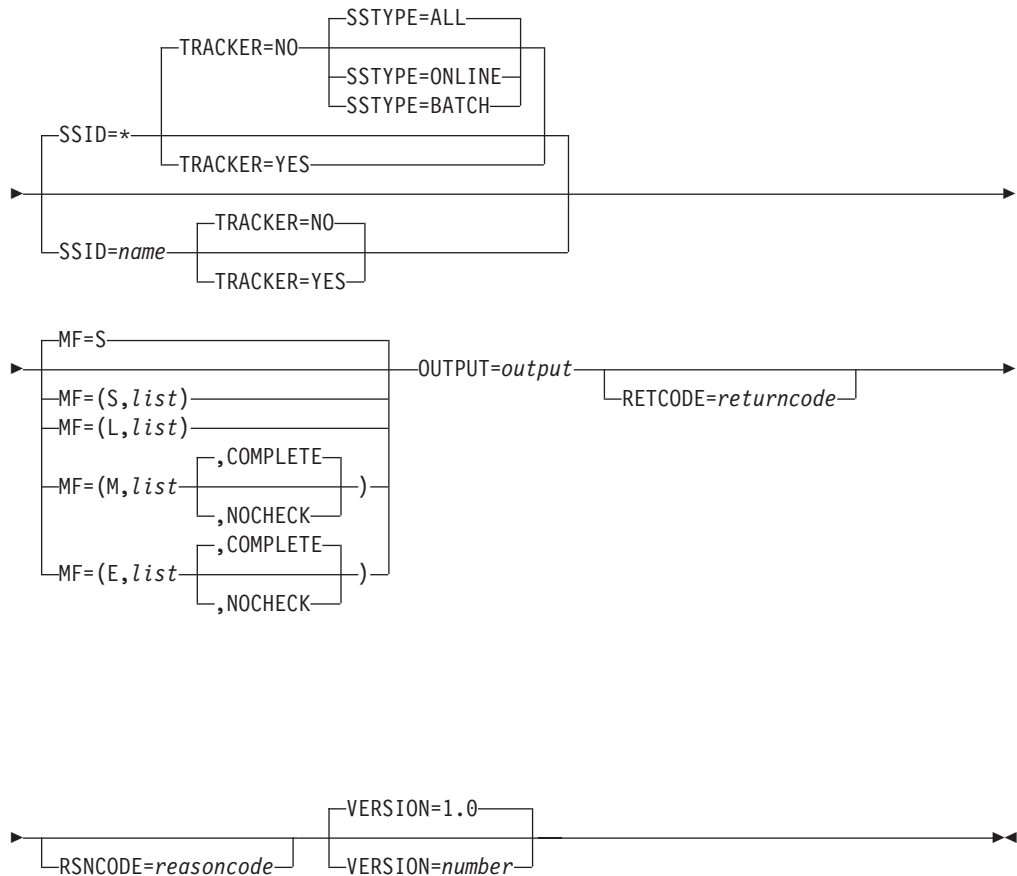 SSTYPE=ALL
TRACKER=NO
SSTYPE=ONLINE
SSTYPE=BATCH
SSID=*
TRACKER=YES
TRACKER=NO
SSID=name
TRACKER=YES
MF=S
OUTPUT=output
MF=(S,list)
RETCODE=returncode
MF=(L,list)
,COMPLETE
MF=(M,list )
,NOCHECK
,COMPLETE
MF=(E,list )
,NOCHECK
VERSION=1.0
RSNCODE=reasoncode VERSION=number